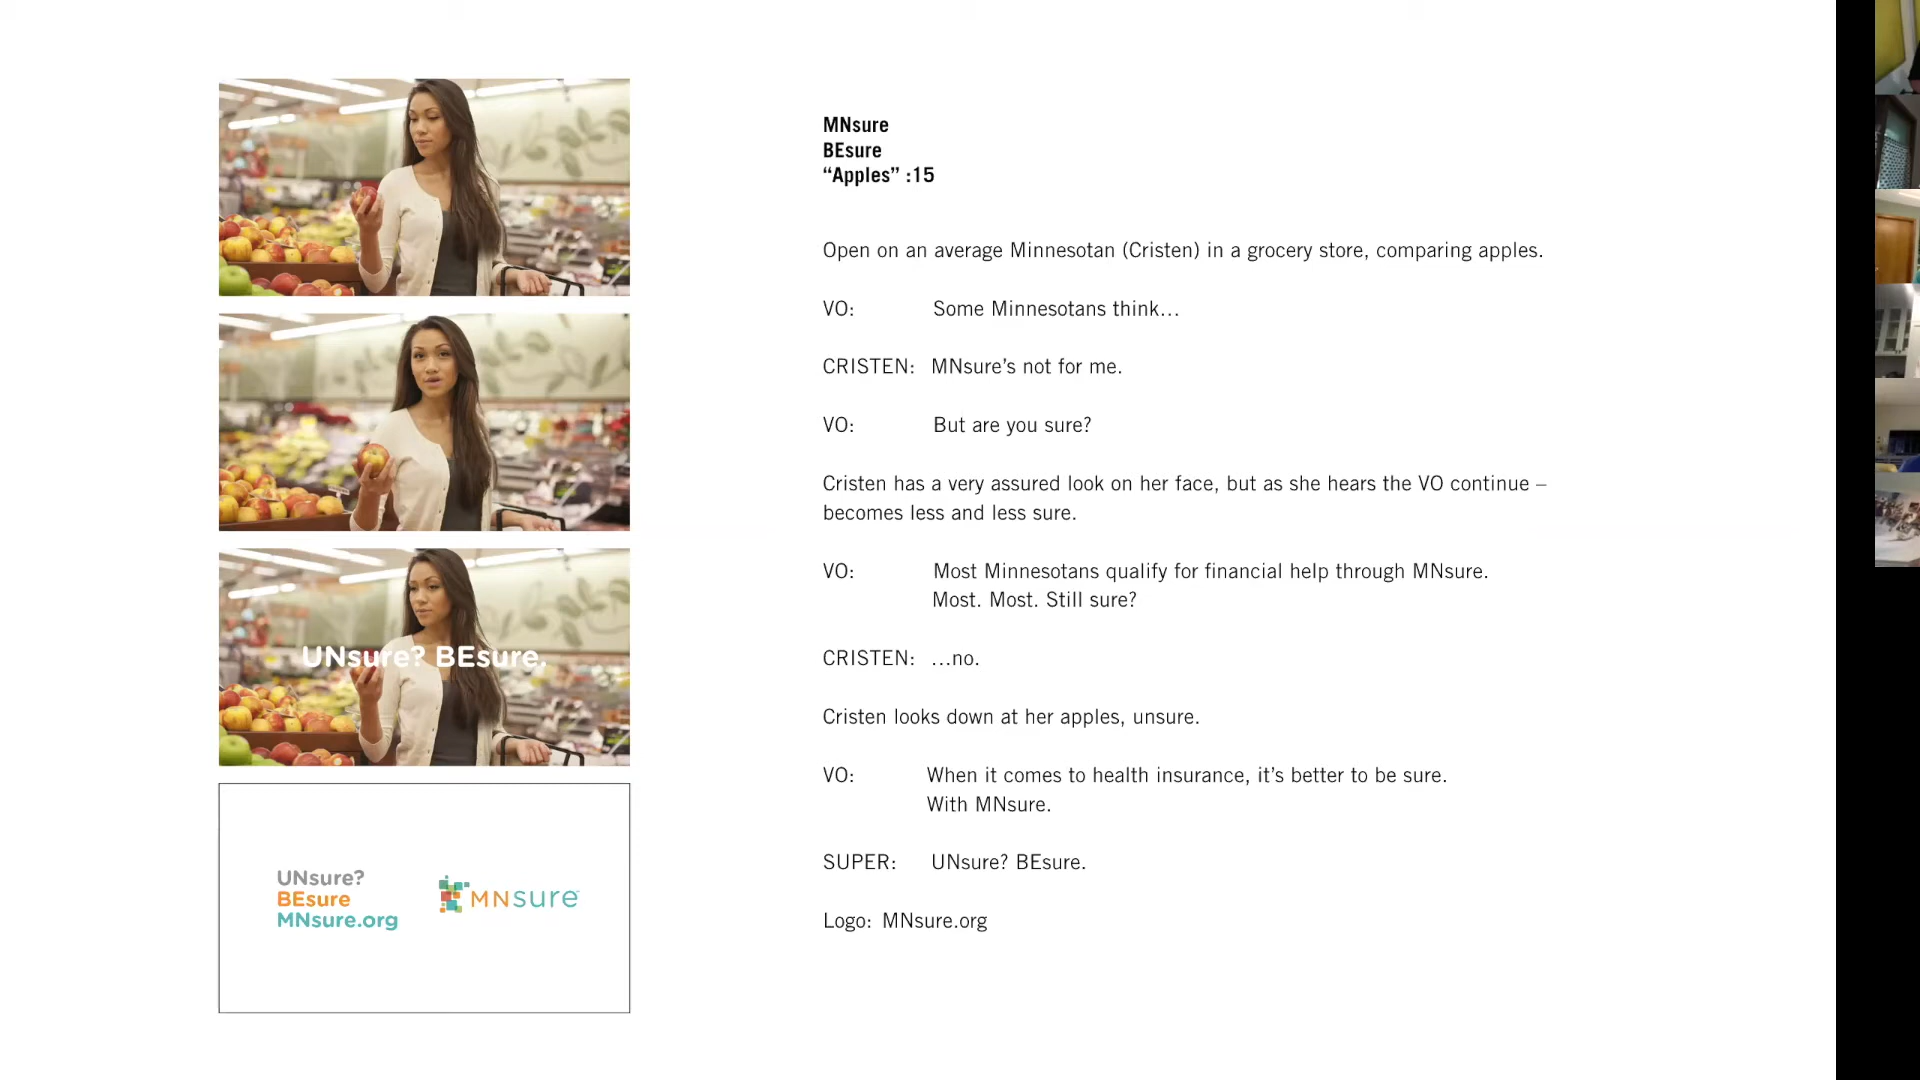 MNsure
BEsure
“Apples” :15
Open on an average Minnesotan (Cristen) in a grocery store, comparing apples.
VO: Some Minnesotans think…
CRISTEN: MNsure’s not for me.
VO: But are you sure?
Cristen has a very assured look on her face, but as she hears the VO continue –
becomes less and less sure.
VO: Most Minnesotans qualify for financial help through MNsure.
Most. Most. Still sure?
CRISTEN: …no.
Cristen looks down at her apples, unsure.
VO: When it comes to health insurance, it’s better to be sure.
With MNsure.
SUPER: UNsure? BEsure.
Logo: MNsure.org
UNsure? BEsure.
UNsure?
BEsure
MNsure.org
MNsure